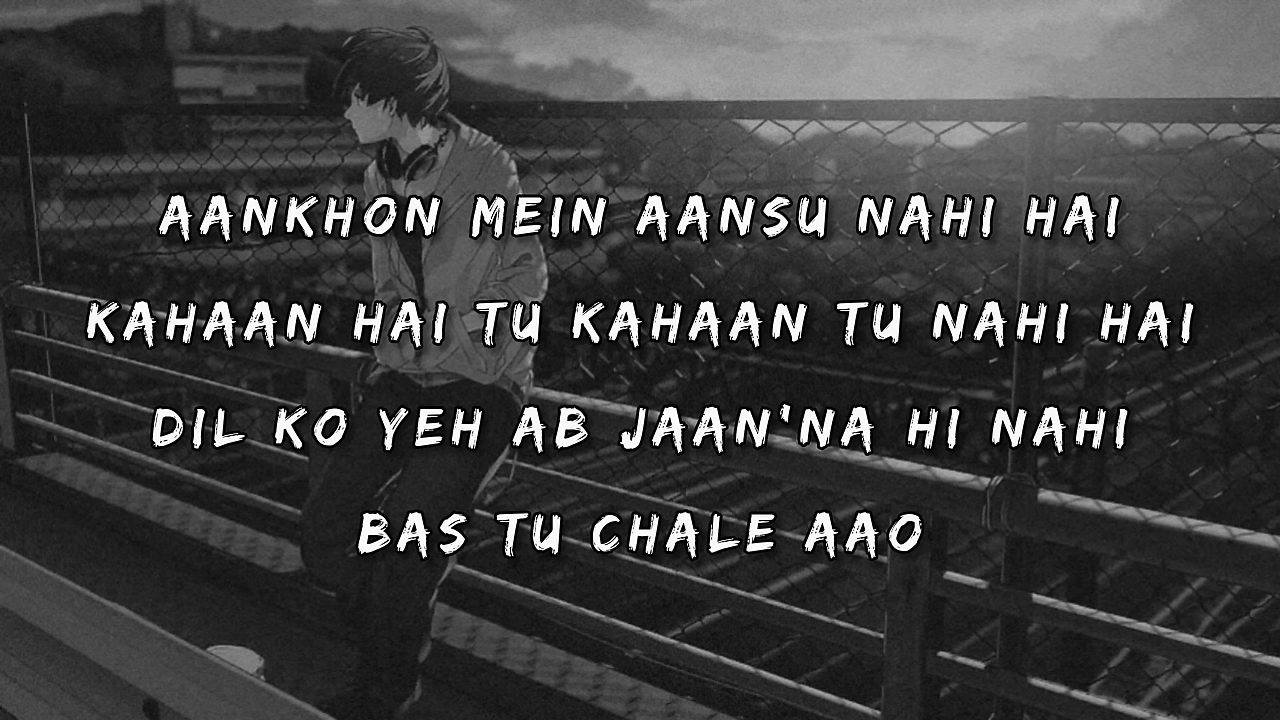 AANKHON MEIN AANSU NAHI HAI
KAHAAN HAI TU KAHAAN TU NAHI HAI
DIL KO YEH AB JAAN'NA HI NAHI
BAS TU CHALE AAO